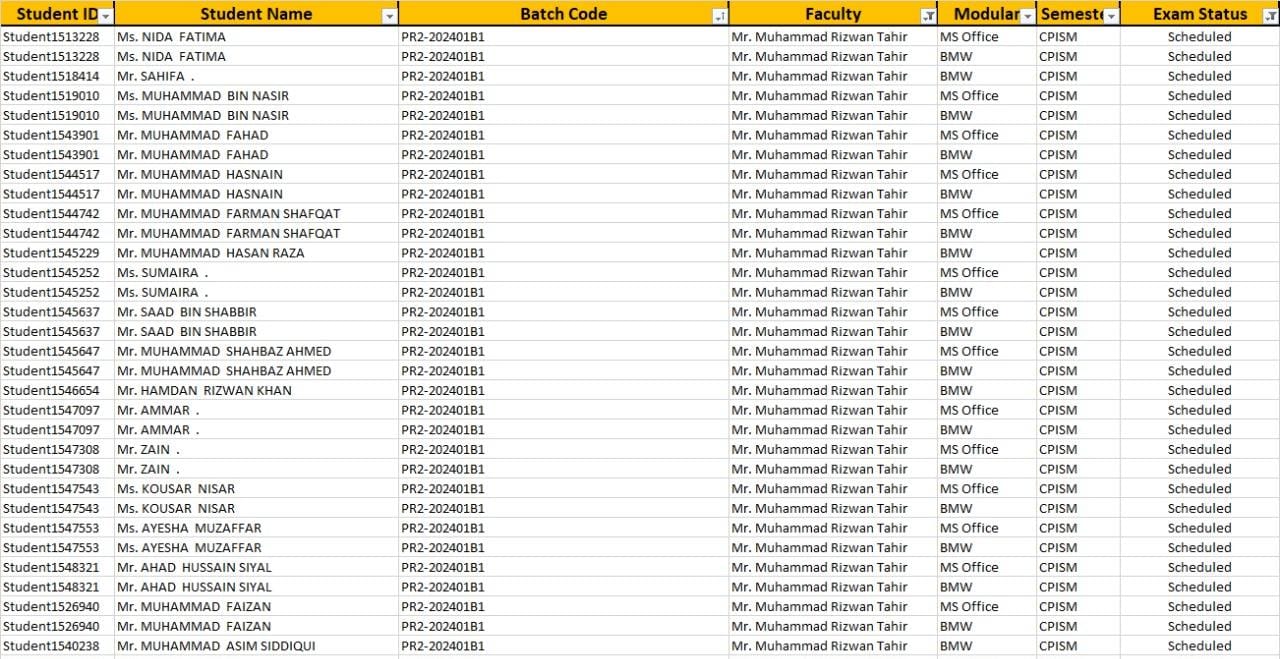 Student ID Student Name Batch Code Faculty Modular Semeste Exam Status
Student1513228 Ms. NIDA FATIMA PR2-202401B1 Mr. Muhammad Rizwan Tahir MS Office CPISM Scheduled
Student1513228 Ms. NIDA FATIMA PR2-202401B1 Mr. Muhammad Rizwan Tahir BMW CPISM Scheduled
Student1518414 Mr. SAHIFA . PR2-202401B1 Mr. Muhammad Rizwan Tahir BMW CPISM Scheduled
Student1519010 Ms. MUHAMMAD BIN NASIR PR2-202401B1 Mr. Muhammad Rizwan Tahir MS Office CPISM Scheduled
Student1519010 Ms. MUHAMMAD BIN NASIR PR2-202401B1 Mr. Muhammad Rizwan Tahir BMW CPISM Scheduled
Student1543901 Mr. MUHAMMAD FAHAD PR2-202401B1 Mr. Muhammad Rizwan Tahir MS Office CPISM Scheduled
Student1543901 Mr. MUHAMMAD FAHAD PR2-202401B1 Mr. Muhammad Rizwan Tahir BMW CPISM Scheduled
Student1544517 Mr. MUHAMMAD HASNAIN PR2-202401B1 Mr. Muhammad Rizwan Tahir MS Office CPISM Scheduled
Student1544517 Mr. MUHAMMAD HASNAIN PR2-202401B1 Mr. Muhammad Rizwan Tahir BMW CPISM Scheduled
Student1544742 Mr. MUHAMMAD FARMAN SHAFQAT PR2-202401B1 Mr. Muhammad Rizwan Tahir MS Office CPISM Scheduled
Student1544742 Mr. MUHAMMAD FARMAN SHAFQAT PR2-202401B1 Mr. Muhammad Rizwan Tahir BMW CPISM Scheduled
Student1545229 Mr. MUHAMMAD HASAN RAZA PR2-202401B1 Mr. Muhammad Rizwan Tahir BMW CPISM Scheduled
Student1545252 Ms. SUMAIRA . PR2-202401B1 Mr. Muhammad Rizwan Tahir MS Office CPISM Scheduled
Student1545252 Ms. SUMAIRA . PR2-202401B1 Mr. Muhammad Rizwan Tahir BMW CPISM Scheduled
Student1545637 Mr. SAAD BIN SHABBIR PR2-202401B1 Mr. Muhammad Rizwan Tahir MS Office CPISM Scheduled
Student1545637 Mr. SAAD BIN SHABBIR PR2-202401B1 Mr. Muhammad Rizwan Tahir BMW CPISM Scheduled
Student1545647 Mr. MUHAMMAD SHAHBAZ AHMED PR2-202401B1 Mr. Muhammad Rizwan Tahir MS Office CPISM Scheduled
Student1545647 Mr. MUHAMMAD SHAHBAZ AHMED PR2-202401B1 Mr. Muhammad Rizwan Tahir BMW CPISM Scheduled
Student1546654 Mr. HAMDAN RIZWAN KHAN PR2-202401B1 Mr. Muhammad Rizwan Tahir BMW CPISM Scheduled
Student1547097 Mr. AMMAR . PR2-202401B1 Mr. Muhammad Rizwan Tahir MS Office CPISM Scheduled
Student1547097 Mr. AMMAR . PR2-202401B1 Mr. Muhammad Rizwan Tahir BMW CPISM Scheduled
Student1547308 Mr. ZAIN . PR2-202401B1 Mr. Muhammad Rizwan Tahir MS Office CPISM Scheduled
Student1547308 Mr. ZAIN . PR2-202401B1 Mr. Muhammad Rizwan Tahir BMW CPISM Scheduled
Student1547543 Ms. KOUSAR NISAR PR2-202401B1 Mr. Muhammad Rizwan Tahir MS Office CPISM Scheduled
Student1547543 Ms. KOUSAR NISAR PR2-202401B1 Mr. Muhammad Rizwan Tahir BMW CPISM Scheduled
Student1547553 Ms. AYESHA MUZAFFAR PR2-202401B1 Mr. Muhammad Rizwan Tahir MS Office CPISM Scheduled
Student1547553 Ms. AYESHA MUZAFFAR PR2-202401B1 Mr. Muhammad Rizwan Tahir BMW CPISM Scheduled
Student1548321 Mr. AHAD HUSSAIN SIYAL PR2-202401B1 Mr. Muhammad Rizwan Tahir MS Office CPISM Scheduled
Student1548321 Mr. AHAD HUSSAIN SIYAL PR2-202401B1 Mr. Muhammad Rizwan Tahir BMW CPISM Scheduled
Student1526940 Mr. MUHAMMAD FAIZAN PR2-202401B1 Mr. Muhammad Rizwan Tahir MS Office CPISM Scheduled
Student1526940 Mr. MUHAMMAD FAIZAN PR2-202401B1 Mr. Muhammad Rizwan Tahir BMW CPISM Scheduled
Student1540238 Mr. MUHAMMAD ASIM SIDDIQUI PR2-202401B1 Mr. Muhammad Rizwan Tahir BMW CPISM Scheduled